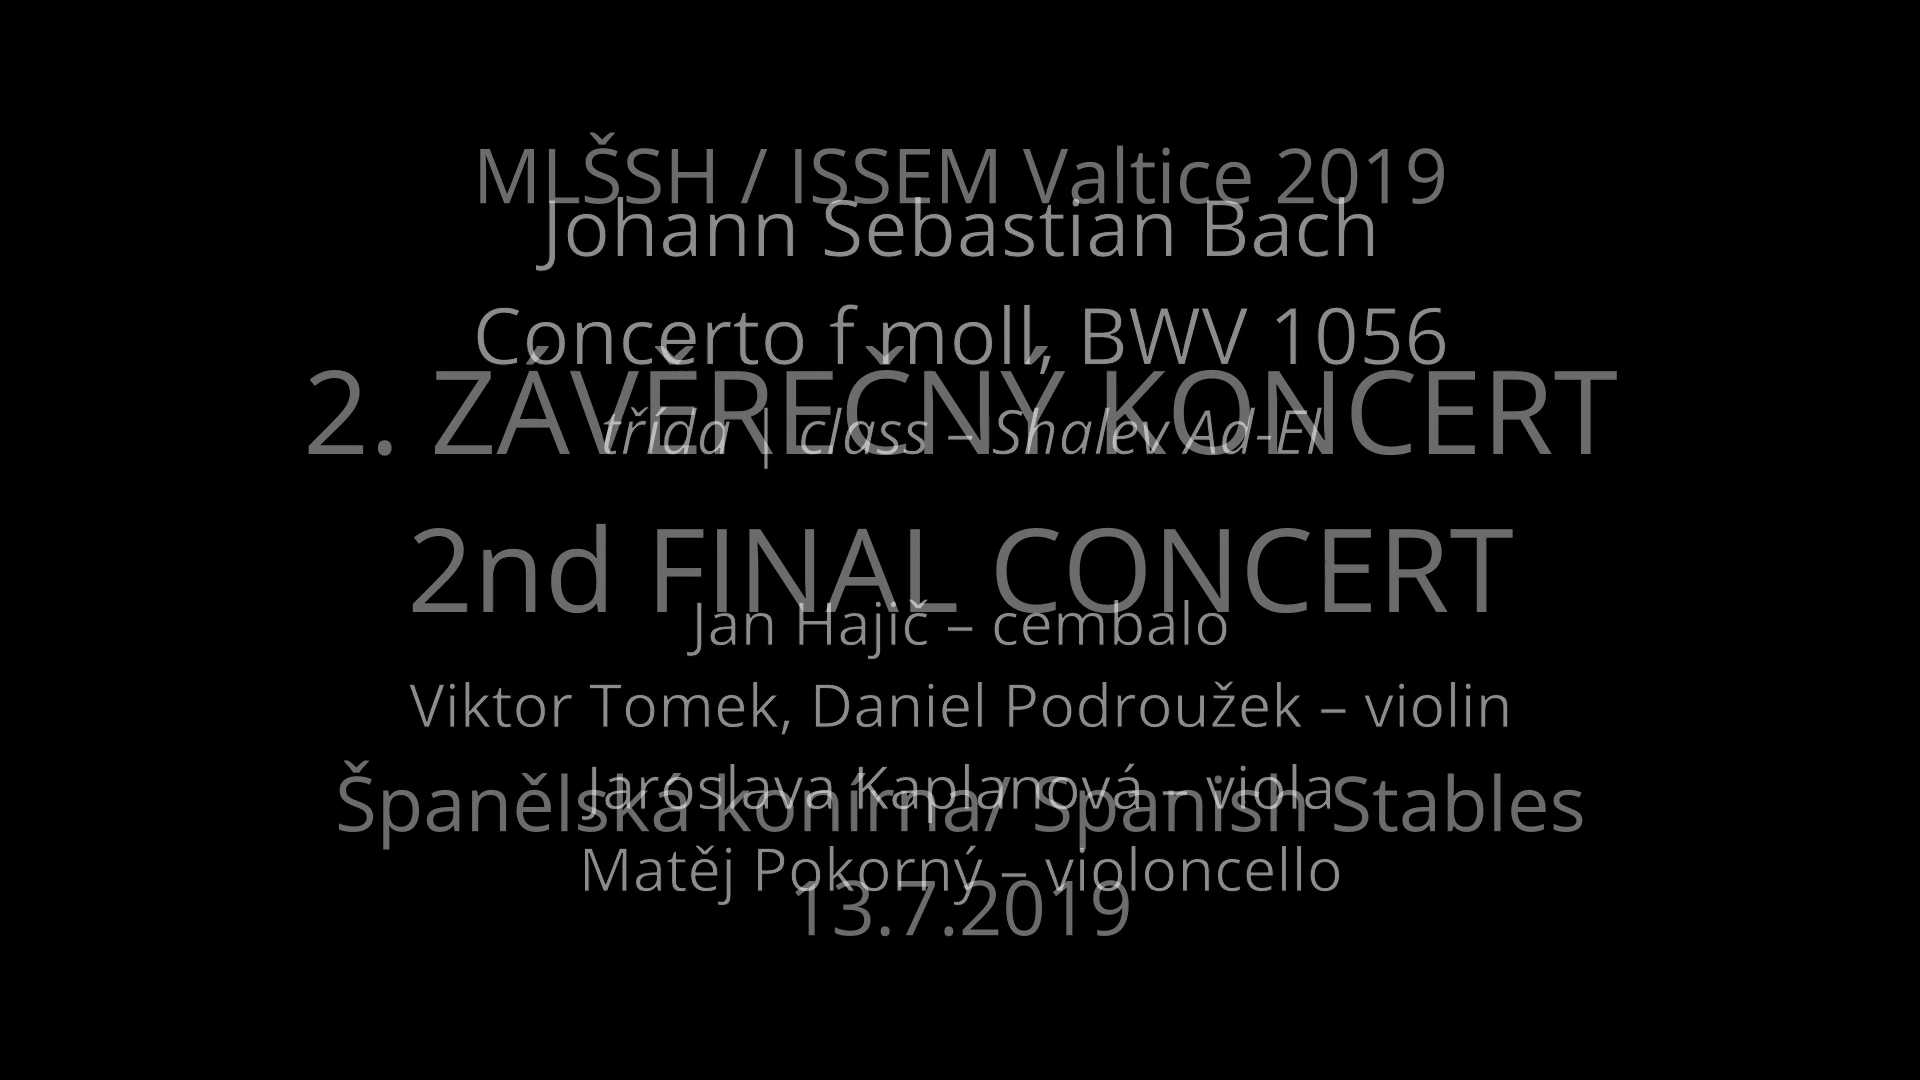 MLŠSH / ISSEM Valtice 2019
Johann Sebastian Bach
Concerto f moll, BWV 1056
2. ZÁVĚREČNÝ KONCERT
třída | class – Shalev Ad-El
2nd FINAL CONCERT
Jan Hajič – cembalo
Viktor Tomek, Daniel Podroužek – violin
Jaroslava Kaplanová – viola
Španělská konírna/ Spanish Stables
Matěj Pokorný – violoncello
13.7.2019